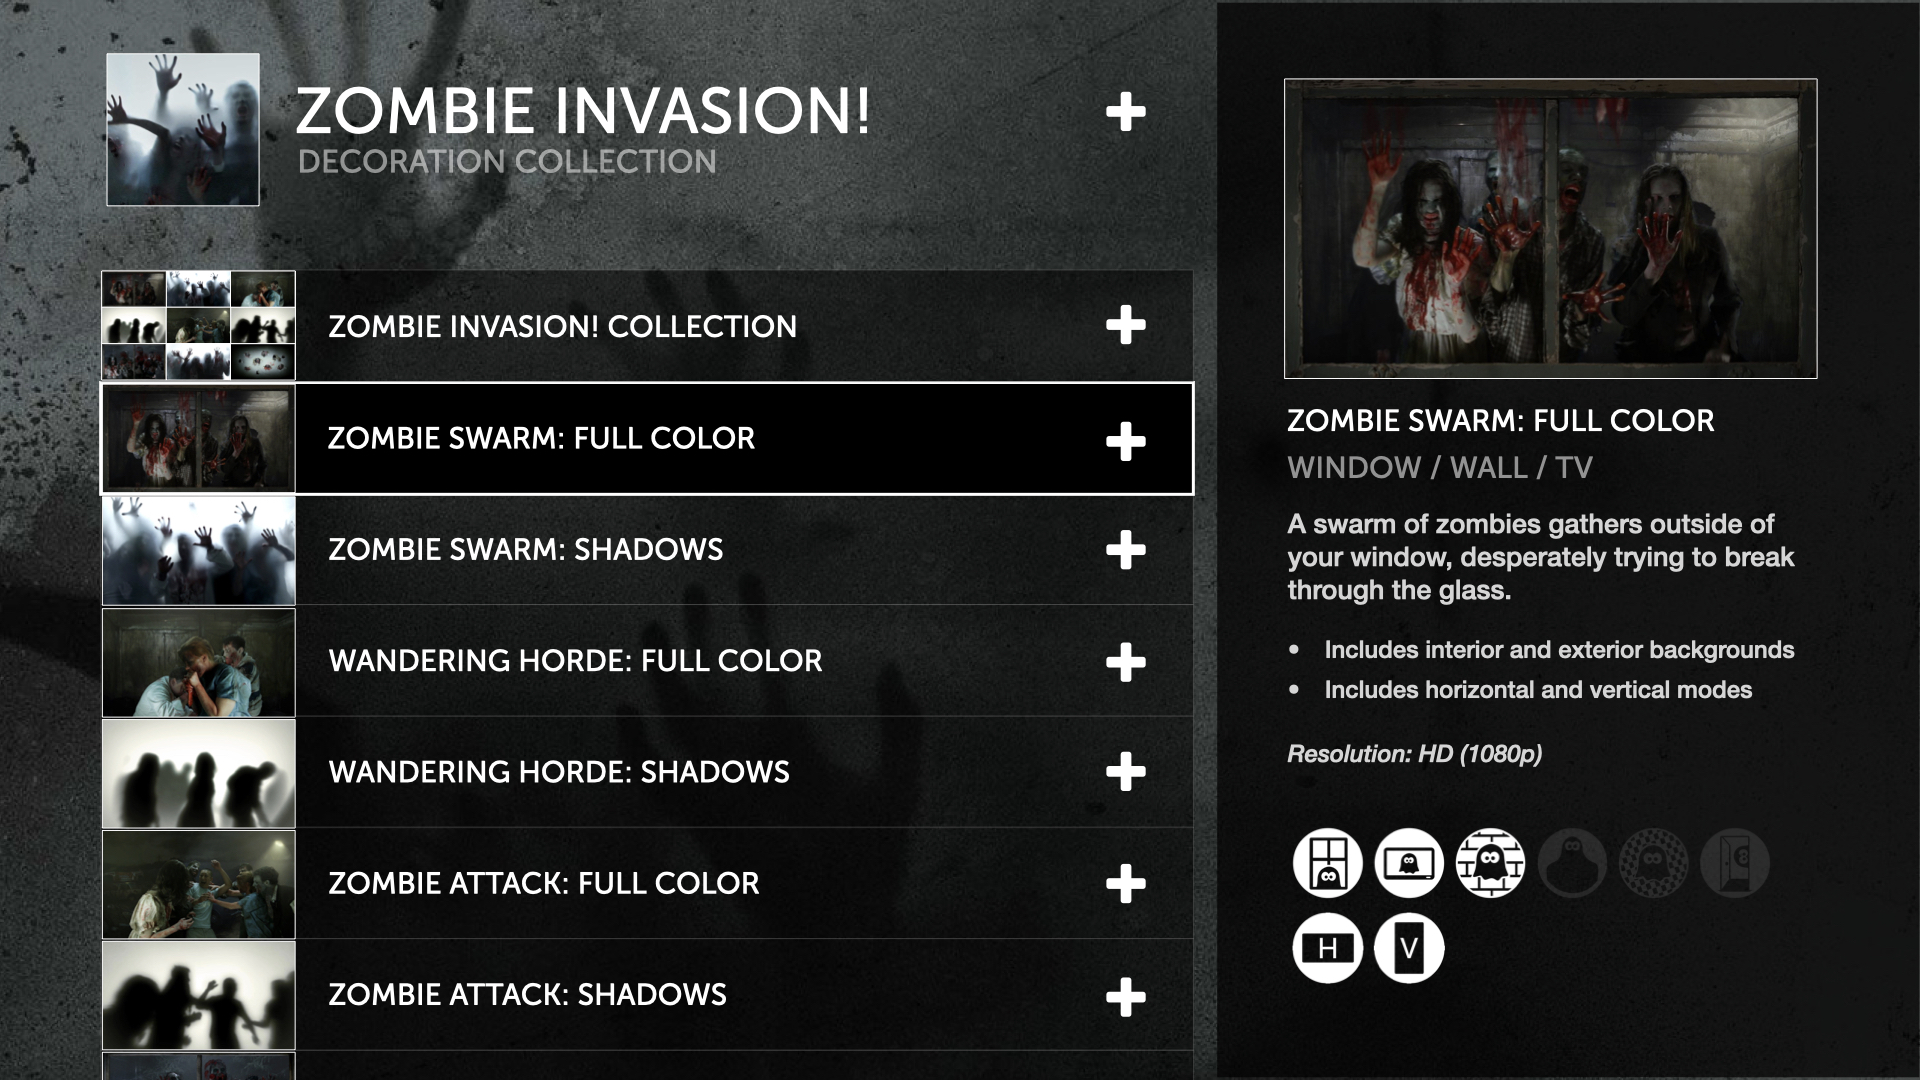 ZOMBIE INVASION!
DECORATION COLLECTION
ZOMBIE INVASION! COLLECTION
ZOMBIE SWARM: FULL COLOR
ZOMBIE SWARM: SHADOWS
WANDERING HORDE: FULL COLOR
WANDERING HORDE: SHADOWS
ZOMBIE ATTACK: FULL COLOR
ZOMBIE ATTACK: SHADOWS
ZOMBIE SWARM: FULL COLOR
WINDOW / WALL / TV
A swarm of zombies gathers outside of
your window, desperately trying to break
through the glass.
• Includes interior and exterior backgrounds
• Includes horizontal and vertical modes
Resolution: HD (1080p)
H V